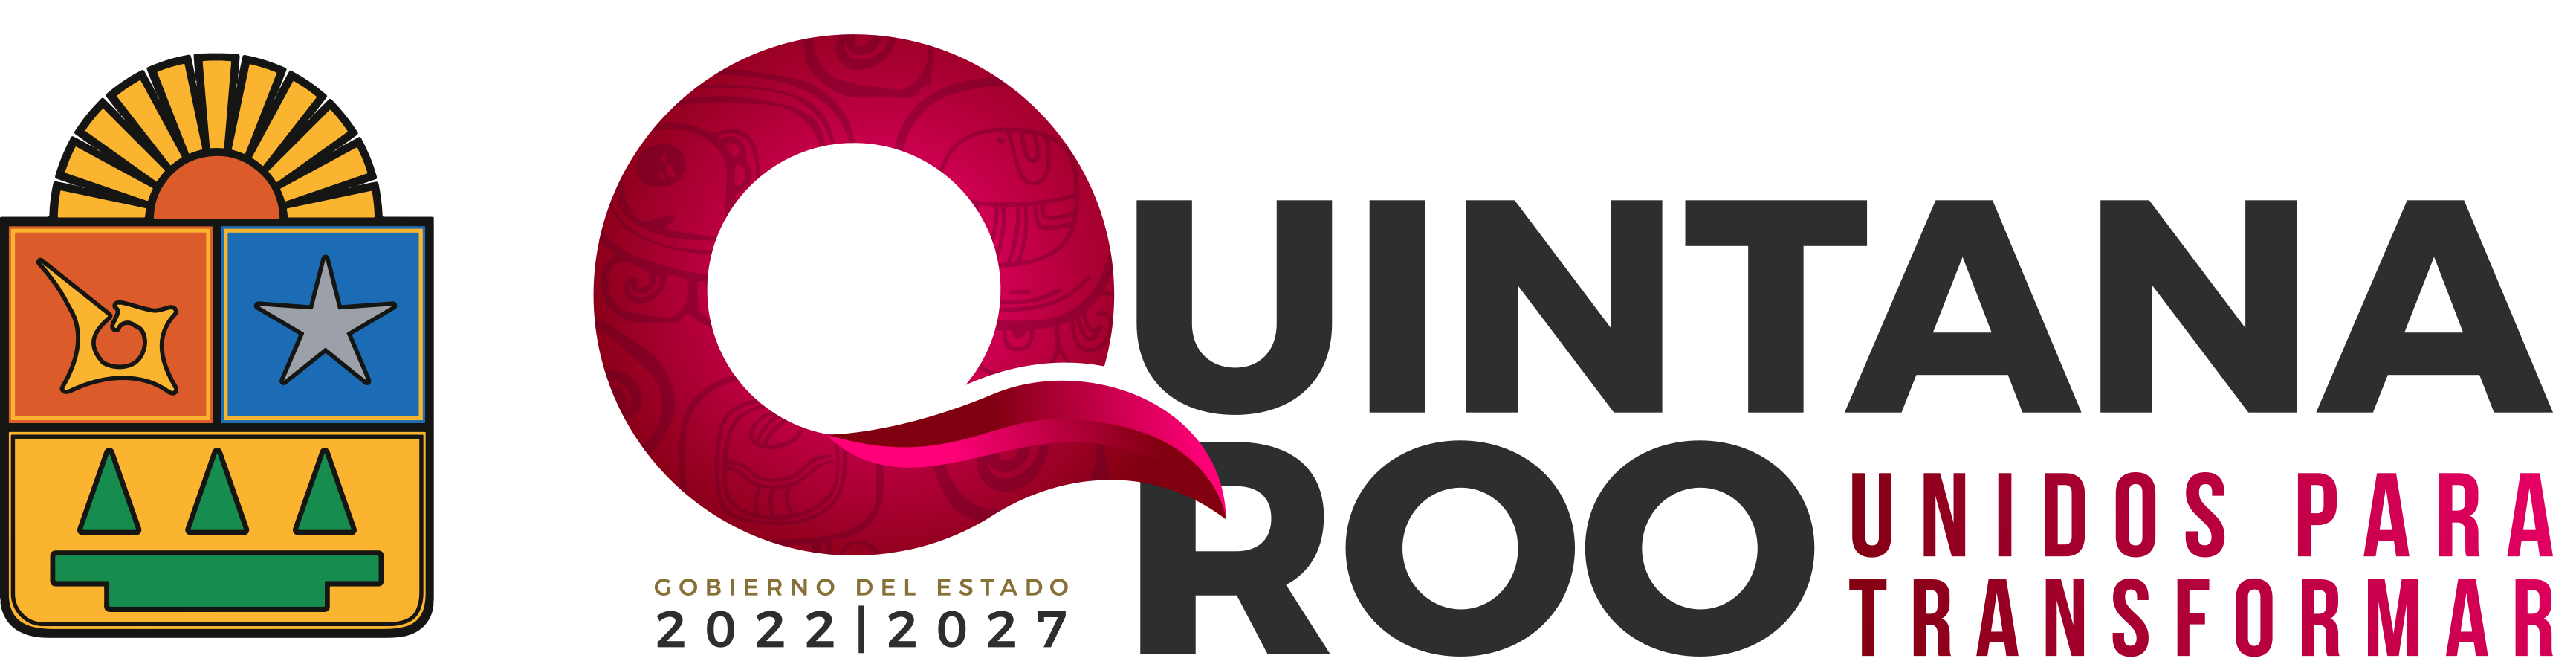 QUINTANA
ROO
UNIDOS PARA
TRANSFORMAR
GOBIERNO DEL ESTADO
2022|2027